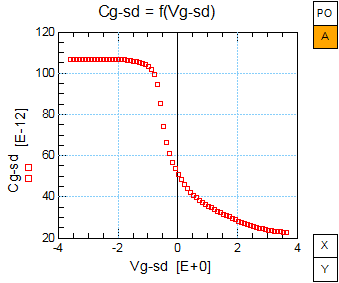 Cg-sd = f(Vg-sd)
PO
A
120
100
80
60
40
20
Cg-sd [E-12]
-4 -2 0 2 4
Vg-sd [E+0]
X
Y